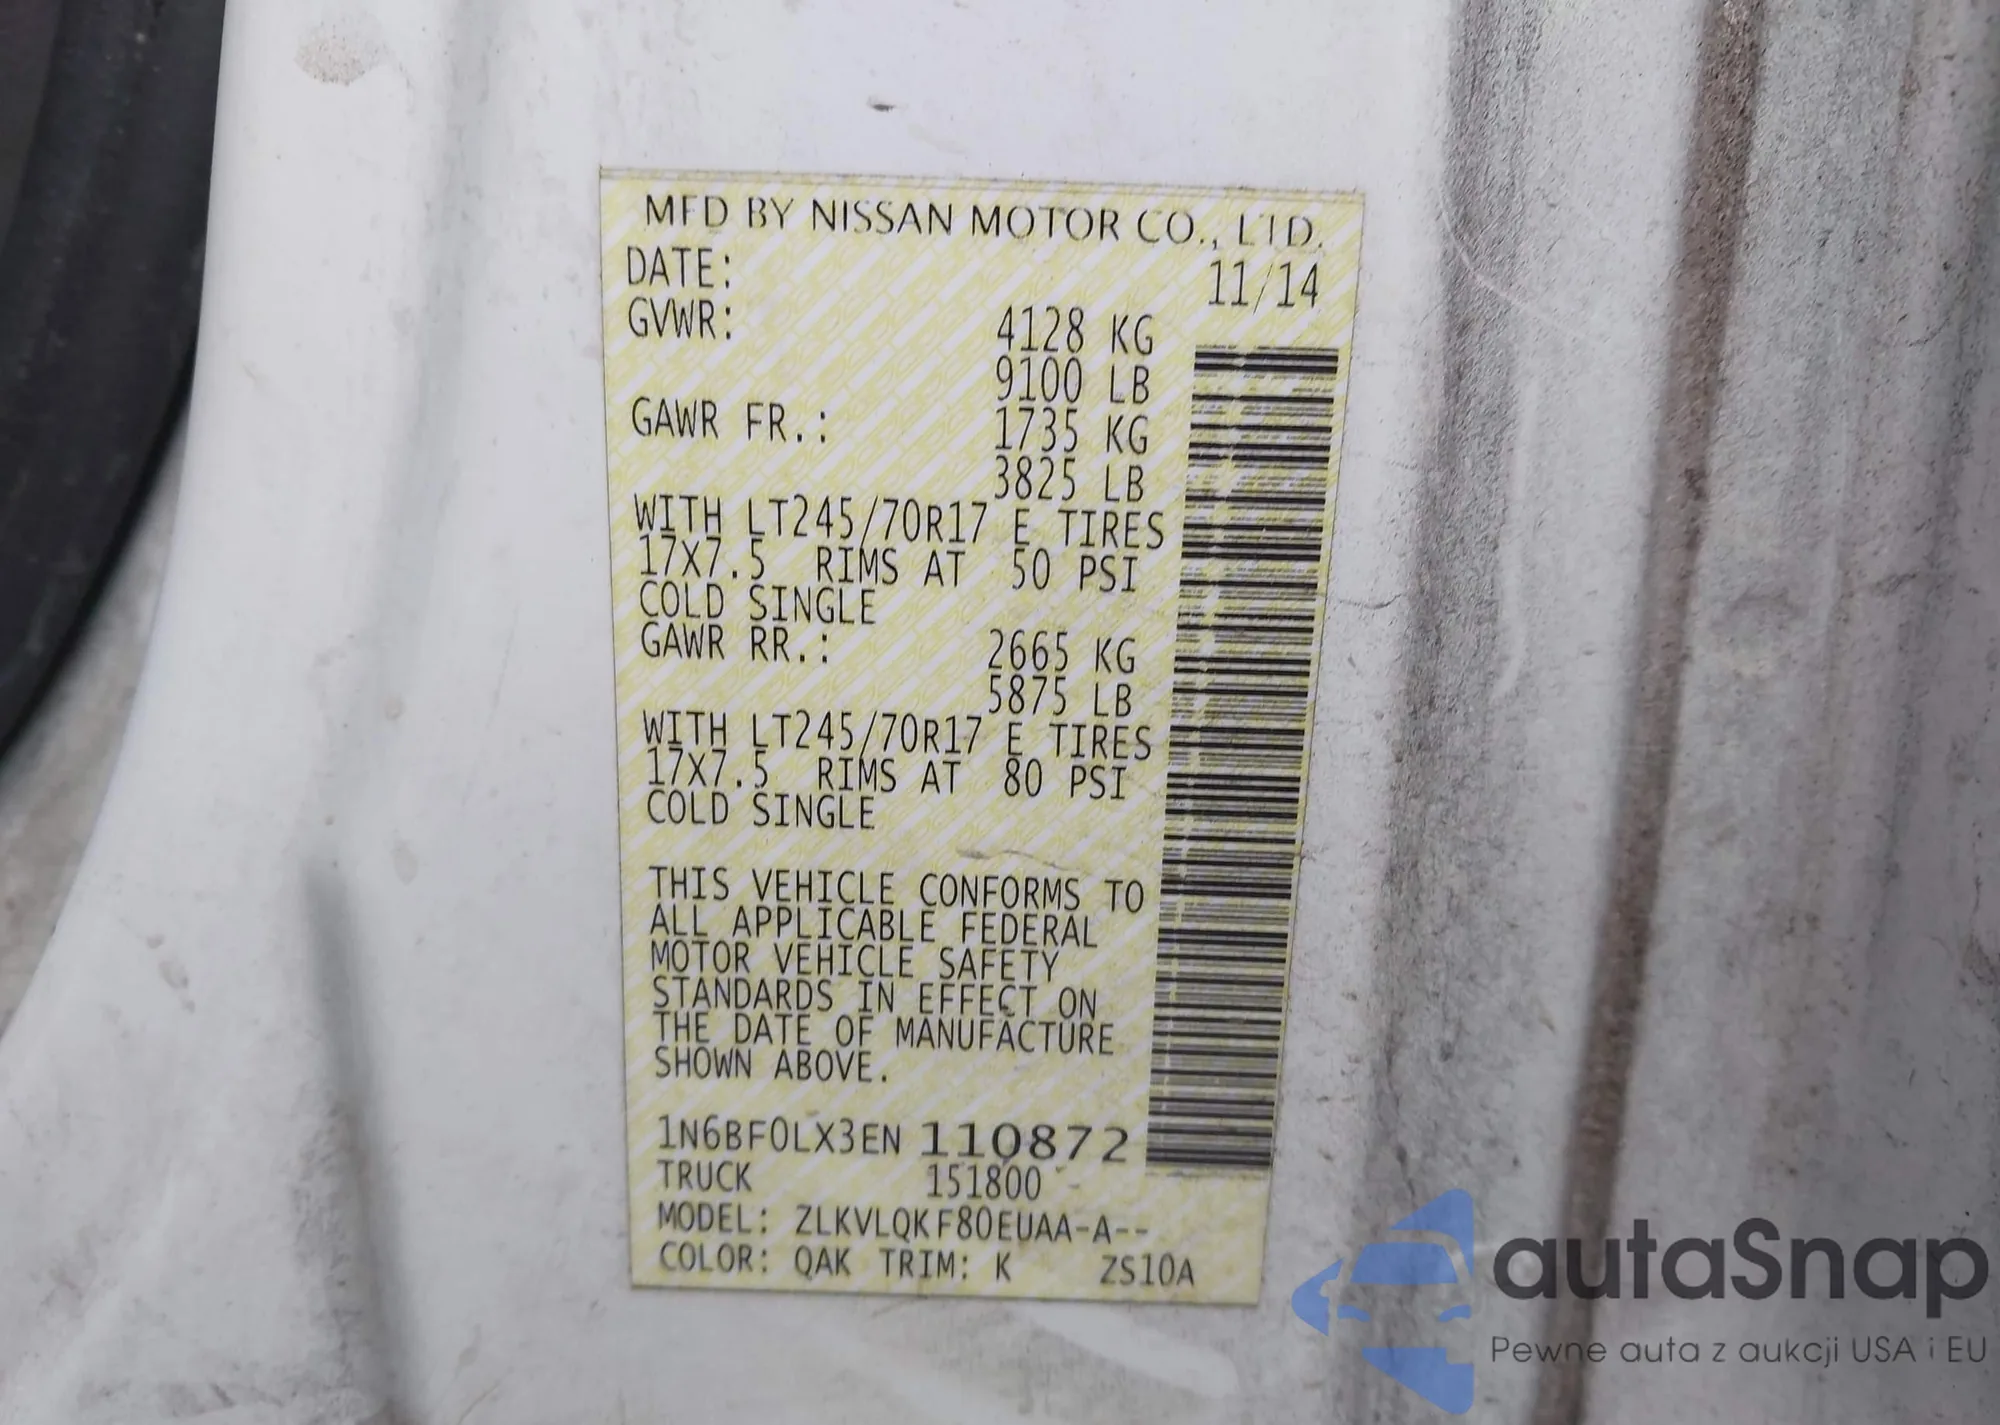 MFD BY NISSAN MOTOR CO., LTD.
DATE: 11/14
GVWR: 4128 KG
9100 LB
GAWR FR.: 1735 KG
3825 LB
WITH LT245/70R17 E TIRES
17X7.5 RIMS AT 50 PSI
COLD SINGLE
GAWR RR.: 2665 KG
5875 LB
WITH LT245/70R17 E TIRES
17X7.5 RIMS AT 80 PSI
COLD SINGLE
THIS VEHICLE CONFORMS TO
ALL APPLICABLE FEDERAL
MOTOR VEHICLE SAFETY
STANDARDS IN EFFECT ON
THE DATE OF MANUFACTURE
SHOWN ABOVE.
1N6BF0LX3EN 110872
TRUCK 151800 -
MODEL: ZLKVLQKF80EUAA-A--
COLOR: QAK TRIM: K ZS10A
autaSnap
Pewne auta z aukcji USA i EU